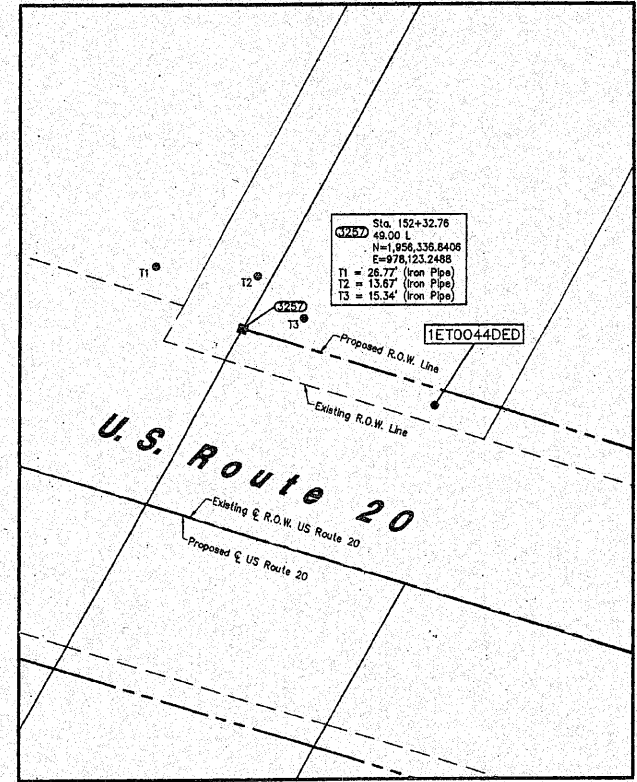 Sta. 152+32.76
3257
49.00 L
N=1,956,336.8406
E=978,123.2488
T1 = 26.77' (Iron Pipe)
T2 = 13.67' (Iron Pipe)
T3 = 15.34' (Iron Pipe)
T1
T2
3257
T3
1ET0044DED
Proposed R.O.W. Line
Existing R.O.W. Line
U.S. Route 20
Existing ℄ R.O.W. US Route 20
Proposed ℄ US Route 20